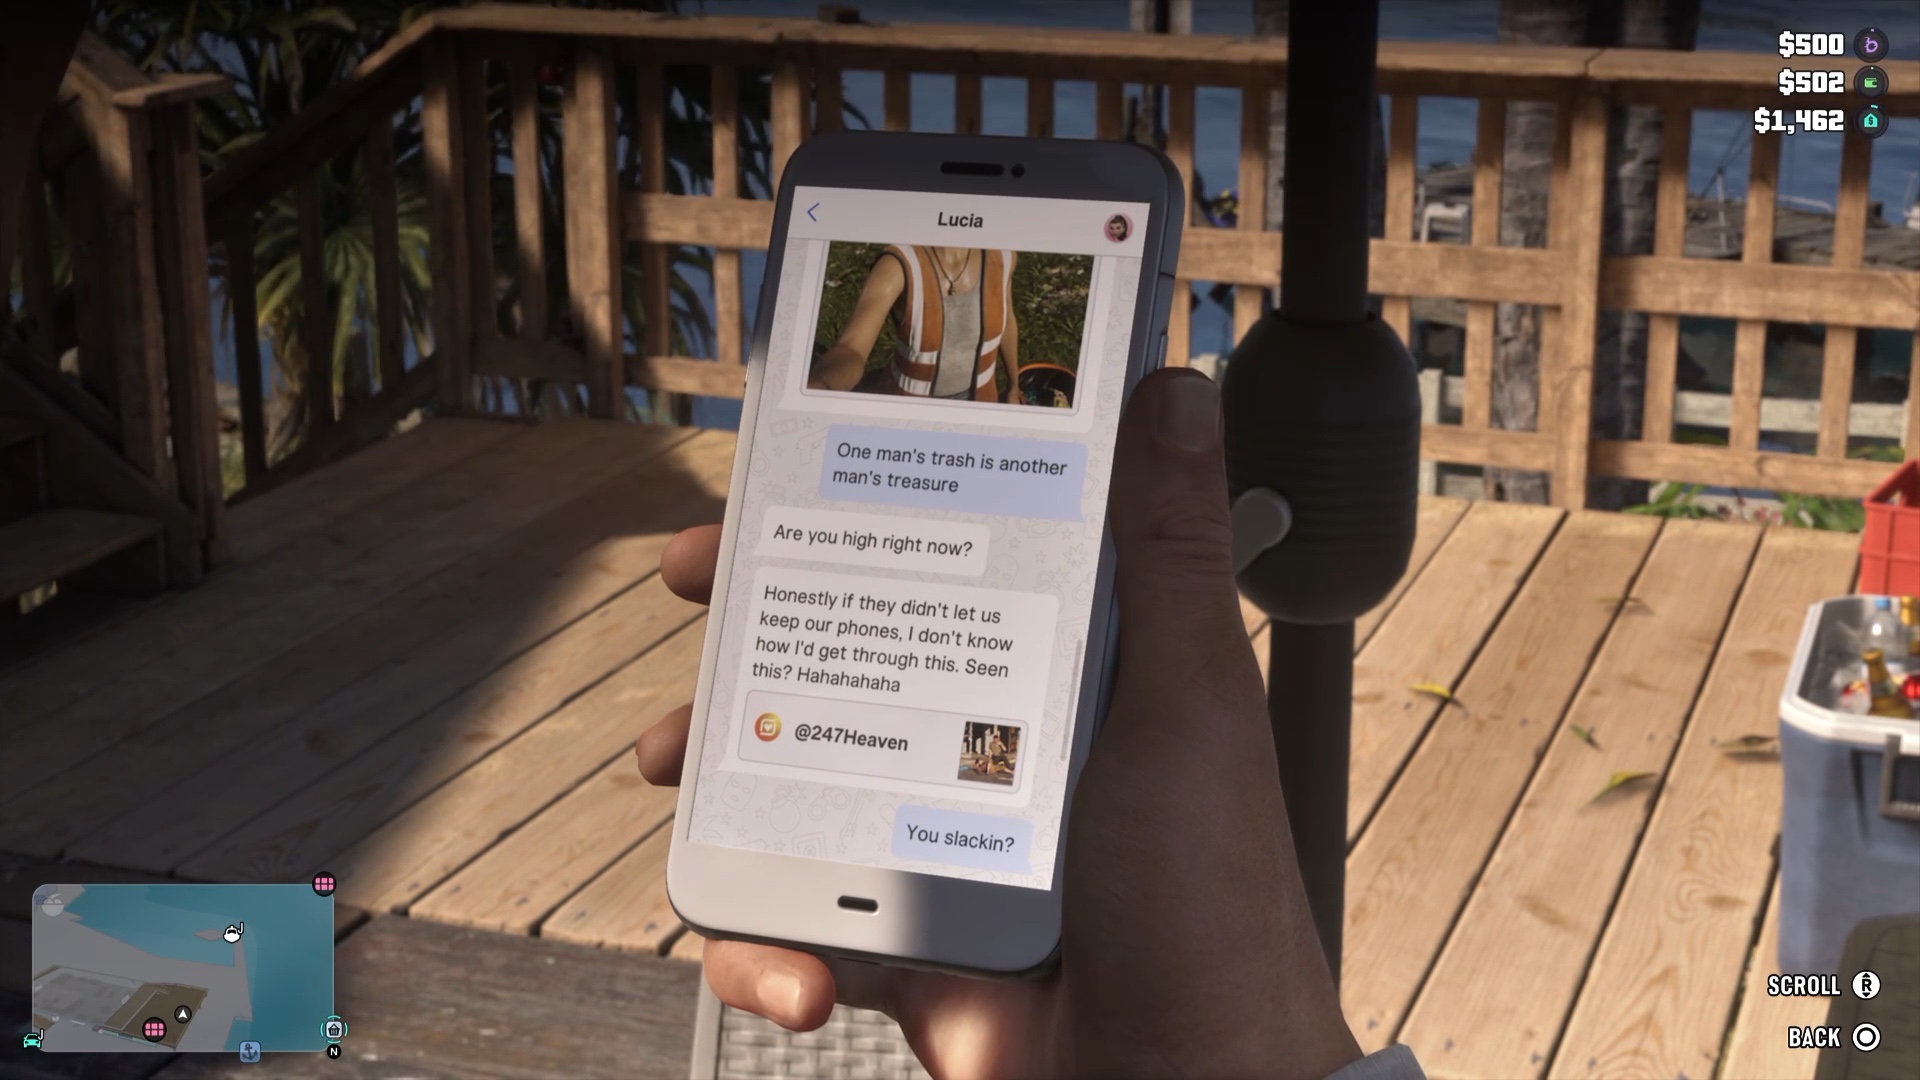 $500
$502
$1,462
Lucia
One man's trash is another
man's treasure
Are you high right now?
Honestly if they didn't let us
keep our phones, I don't know
how I'd get through this. Seen
this? Hahahahaha
@247Heaven
You slackin?
N
SCROLL R
BACK